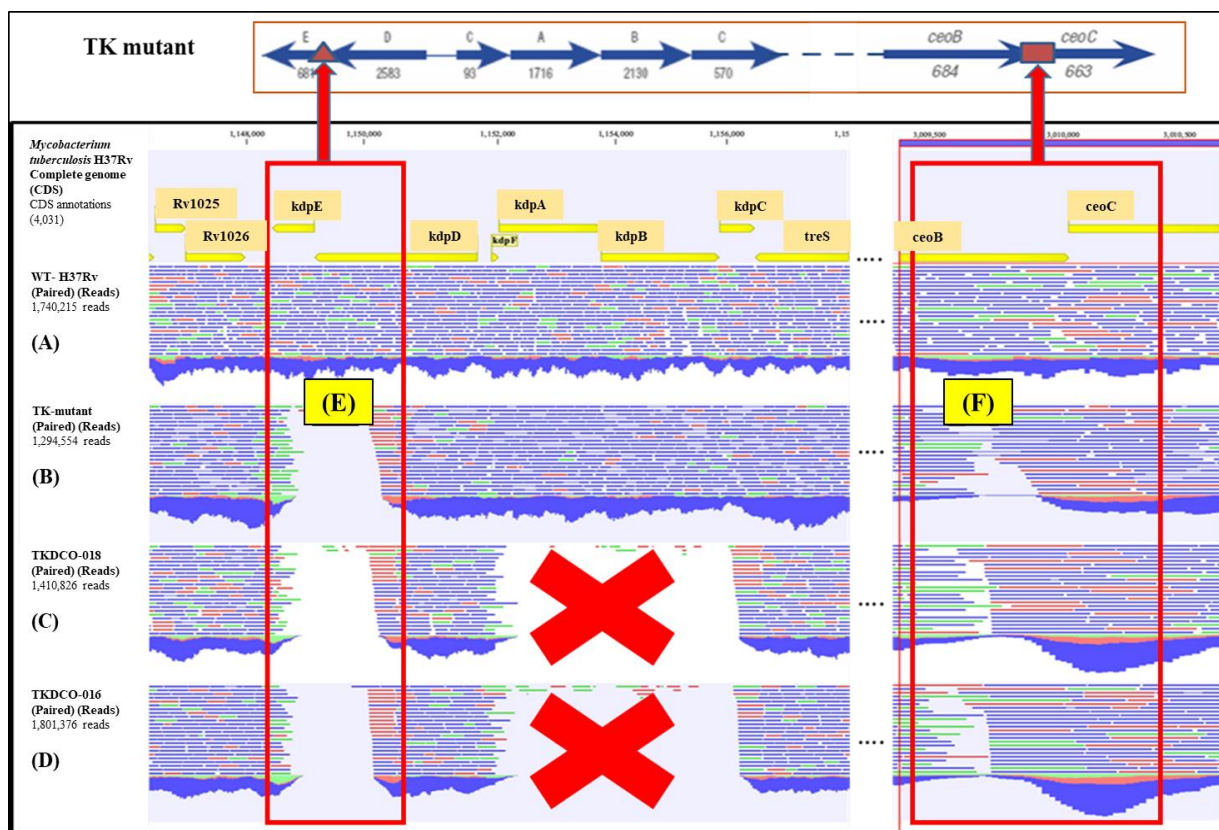 TK mutant
E D C A B C ceoB ceoC
681 2583 93 1716 2130 570 684 663
1,148,000 1,150,000 1,152,000 1,154,000 1,156,000 1,15
3,009,500 3,010,000 3,010,500
Mycobacterium
tuberculosis H37Rv
Complete genome
(CDS)
CDS annotations
(4,031)
Rv1025 kdpE kdpA kdpC ceoC
Rv1026 kdpD kdpF kdpB treS ceoB
....
WT- H37Rv
(Paired) (Reads)
1,740,215 reads
(A)
....
(E) (F)
TK-mutant
(Paired) (Reads)
1,294,554 reads
(B)
....
TKDCO-018
(Paired) (Reads)
1,410,826 reads
(C)
....
TKDCO-016
(Paired) (Reads)
1,801,376 reads
(D)
....